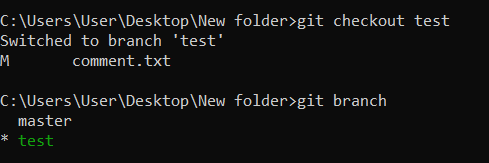 C:\Users\User\Desktop\New folder>git checkout test
Switched to branch 'test'
M       comment.txt
C:\Users\User\Desktop\New folder>git branch
  master
* test